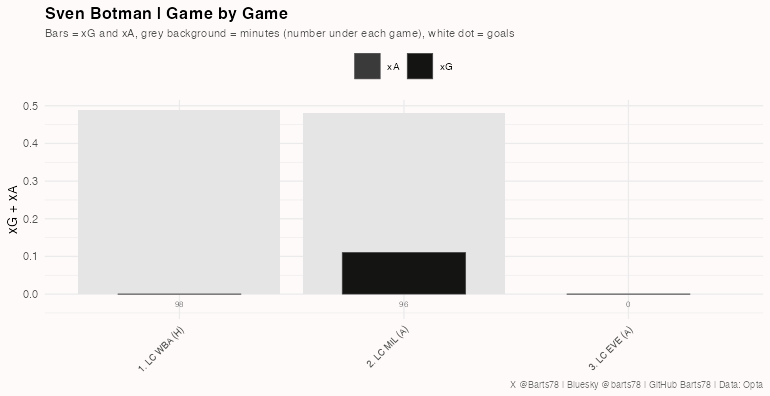 Sven Botman | Game by Game
Bars = xG and xA, grey background = minutes (number under each game), white dot = goals
xA xG
xG + xA
0.5
0.4
0.3
0.2
0.1
0.0
98 96 0
1. LC WBA (H) 2. LC MIL (A) 3. LC EVE (A)
X @Barts78 | Bluesky @barts78 | GitHub Barts78 | Data: Opta